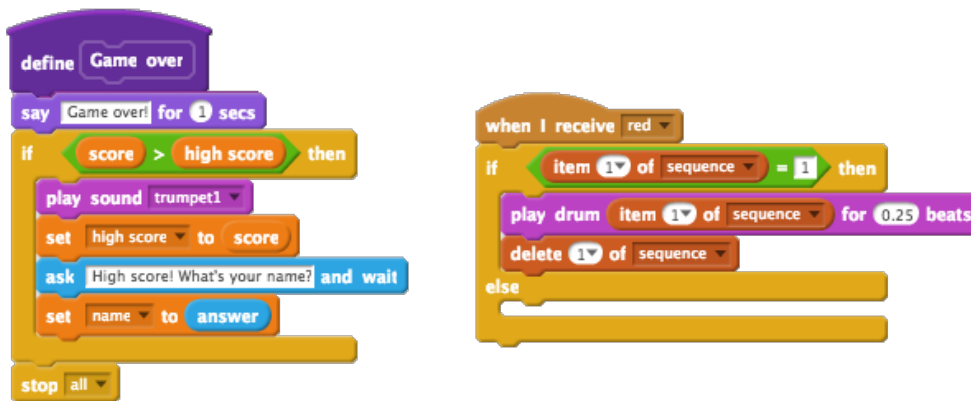 define Game over
say Game over! for 1 secs
if score > high score then
play sound trumpet1
set high score to score
ask High score! What's your name? and wait
set name to answer
stop all
when I receive red
if item 1 of sequence = 1 then
play drum item 1 of sequence for 0.25 beats
delete 1 of sequence
else